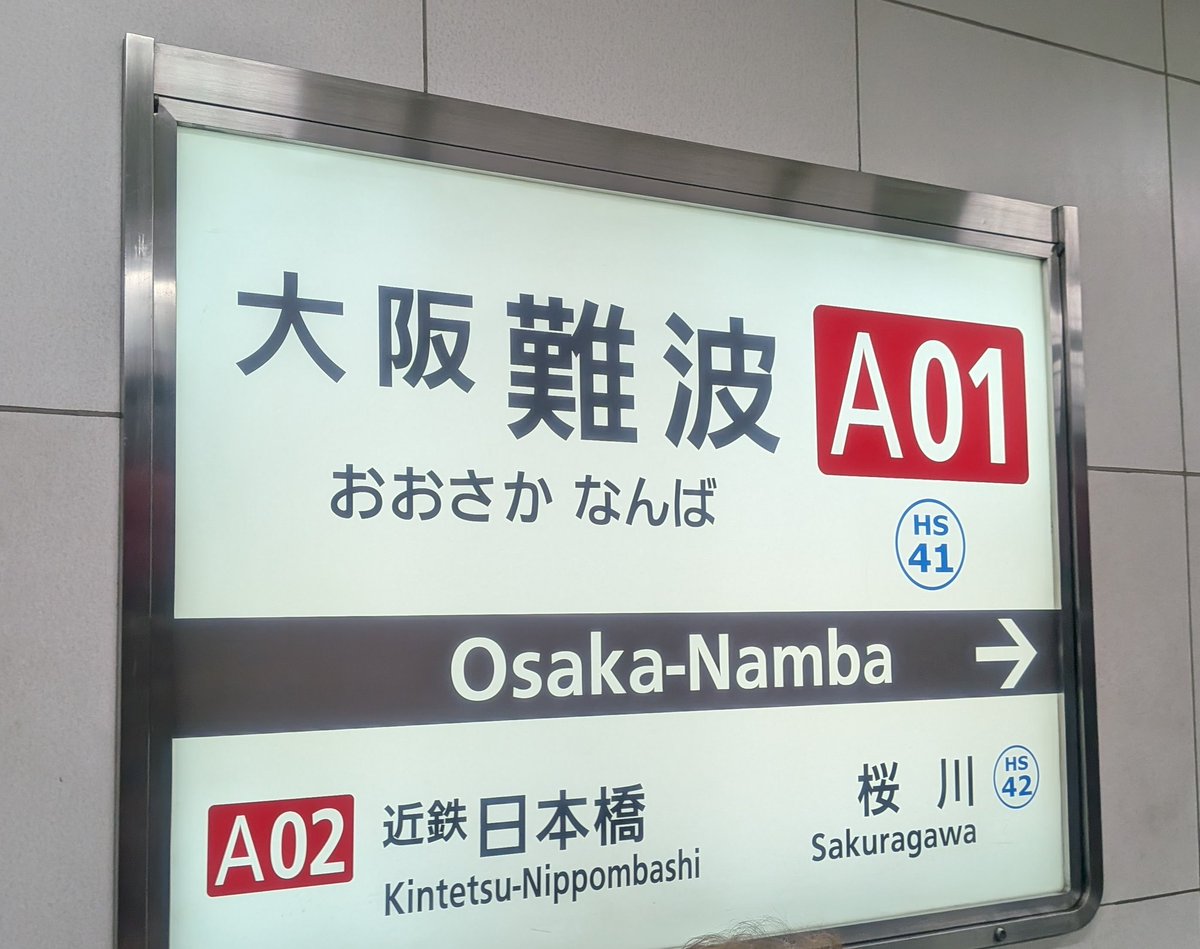 大阪難波 A01
おおさか なんば
HS
41
Osaka-Namba →
A02 近鉄日本橋
Kintetsu-Nippombashi
桜川 HS
42
Sakuragawa